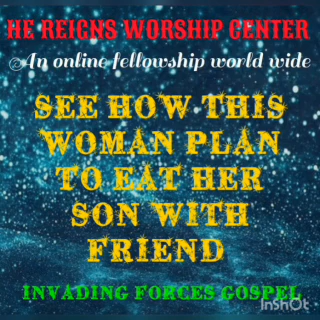 HE REIGNS WORSHIP CENTER
An online fellowship world wide
SEE HOW THIS
WOMAN PLAN
TO EAT HER
SON WITH
FRIEND
INVADING FORCES GOSPEL
InShOt